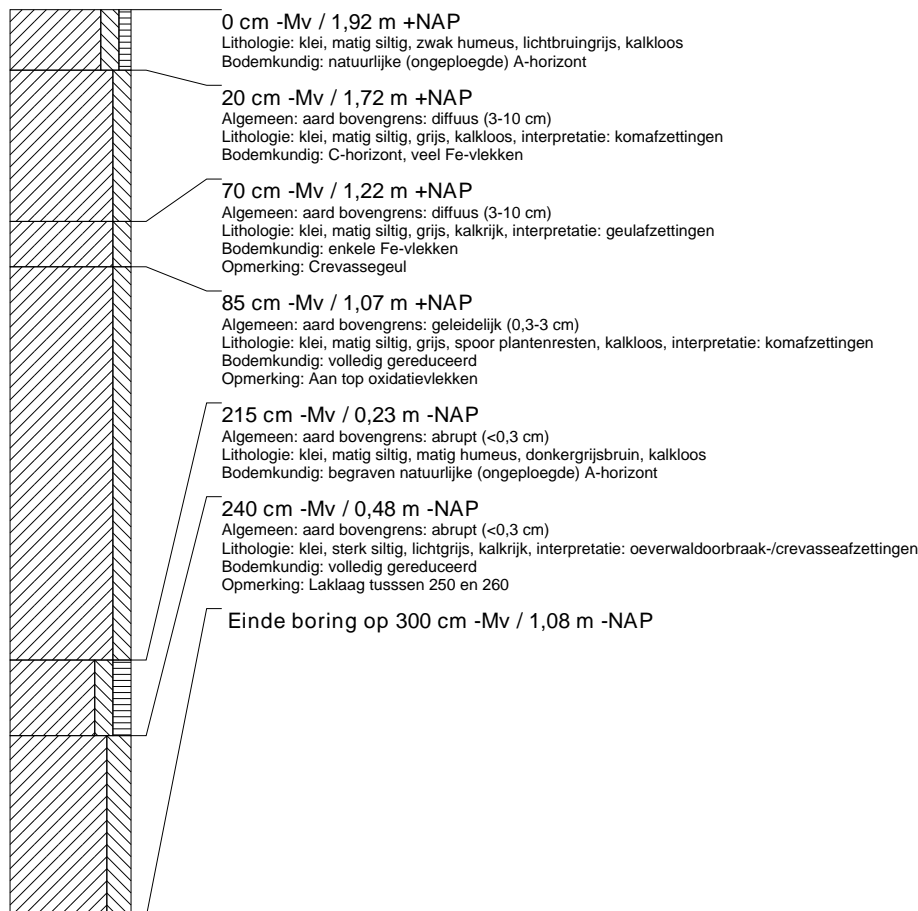 0 cm -Mv / 1,92 m +NAP
Lithologie: klei, matig siltig, zwak humeus, lichtbruingrijs, kalkloos
Bodemkundig: natuurlijke (ongeploegde) A-horizont
20 cm -Mv / 1,72 m +NAP
Algemeen: aard bovengrens: diffuus (3-10 cm)
Lithologie: klei, matig siltig, grijs, kalkloos, interpretatie: komafzettingen
Bodemkundig: C-horizont, veel Fe-vlekken
70 cm -Mv / 1,22 m +NAP
Algemeen: aard bovengrens: diffuus (3-10 cm)
Lithologie: klei, matig siltig, grijs, kalkrijk, interpretatie: geulafzettingen
Bodemkundig: enkele Fe-vlekken
Opmerking: Crevassegeul
85 cm -Mv / 1,07 m +NAP
Algemeen: aard bovengrens: geleidelijk (0,3-3 cm)
Lithologie: klei, matig siltig, grijs, spoor plantenresten, kalkloos, interpretatie: komafzettingen
Bodemkundig: volledig gereduceerd
Opmerking: Aan top oxidatievlekken
215 cm -Mv / 0,23 m -NAP
Algemeen: aard bovengrens: abrupt (<0,3 cm)
Lithologie: klei, matig siltig, matig humeus, donkergrijsbruin, kalkloos
Bodemkundig: begraven natuurlijke (ongeploegde) A-horizont
240 cm -Mv / 0,48 m -NAP
Algemeen: aard bovengrens: abrupt (<0,3 cm)
Lithologie: klei, sterk siltig, lichtgrijs, kalkrijk, interpretatie: oeverwaldoorbraak-/crevasseafzettingen
Bodemkundig: volledig gereduceerd
Opmerking: Laklaag tusssen 250 en 260
Einde boring op 300 cm -Mv / 1,08 m -NAP